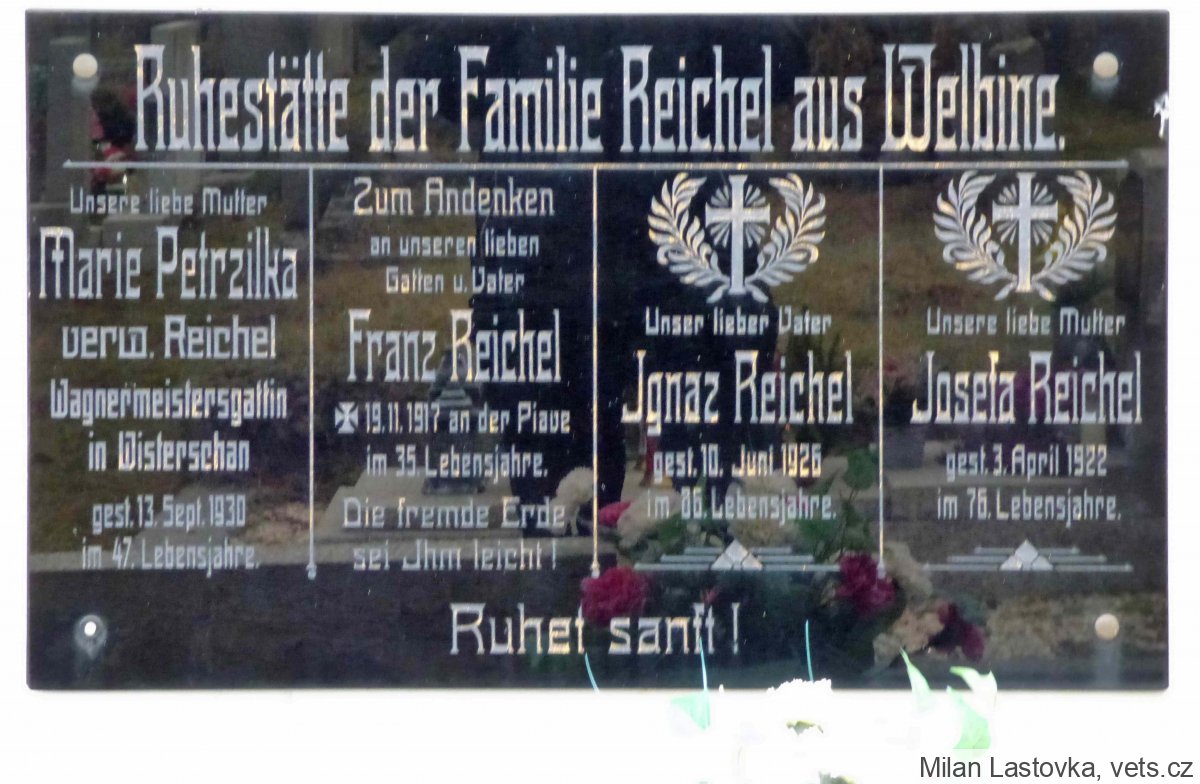 Ruhestätte der Familie Reichel aus Welbine.
Unsere liebe Mutter
Marie Petrzilka
verw. Reichel
Wagnermeistersgattin
in Wisterschan
gest. 13. Sept. 1930
im 47. Lebensjahre.
Zum Andenken
an unseren lieben
Gatten u. Vater
Franz Reichel
✠ 19.11.1917 an der Piave
im 35. Lebensjahre.
Die fremde Erde
sei Jhm leicht!
Unser lieber Vater
Jgnaz Reichel
gest. 10. Juni 1926
im 86. Lebensjahre.
Unsere liebe Mutter
Josefa Reichel
gest. 3. April 1922
im 76. Lebensjahre.
Ruhet sanft!
Milan Lastovka, vets.cz